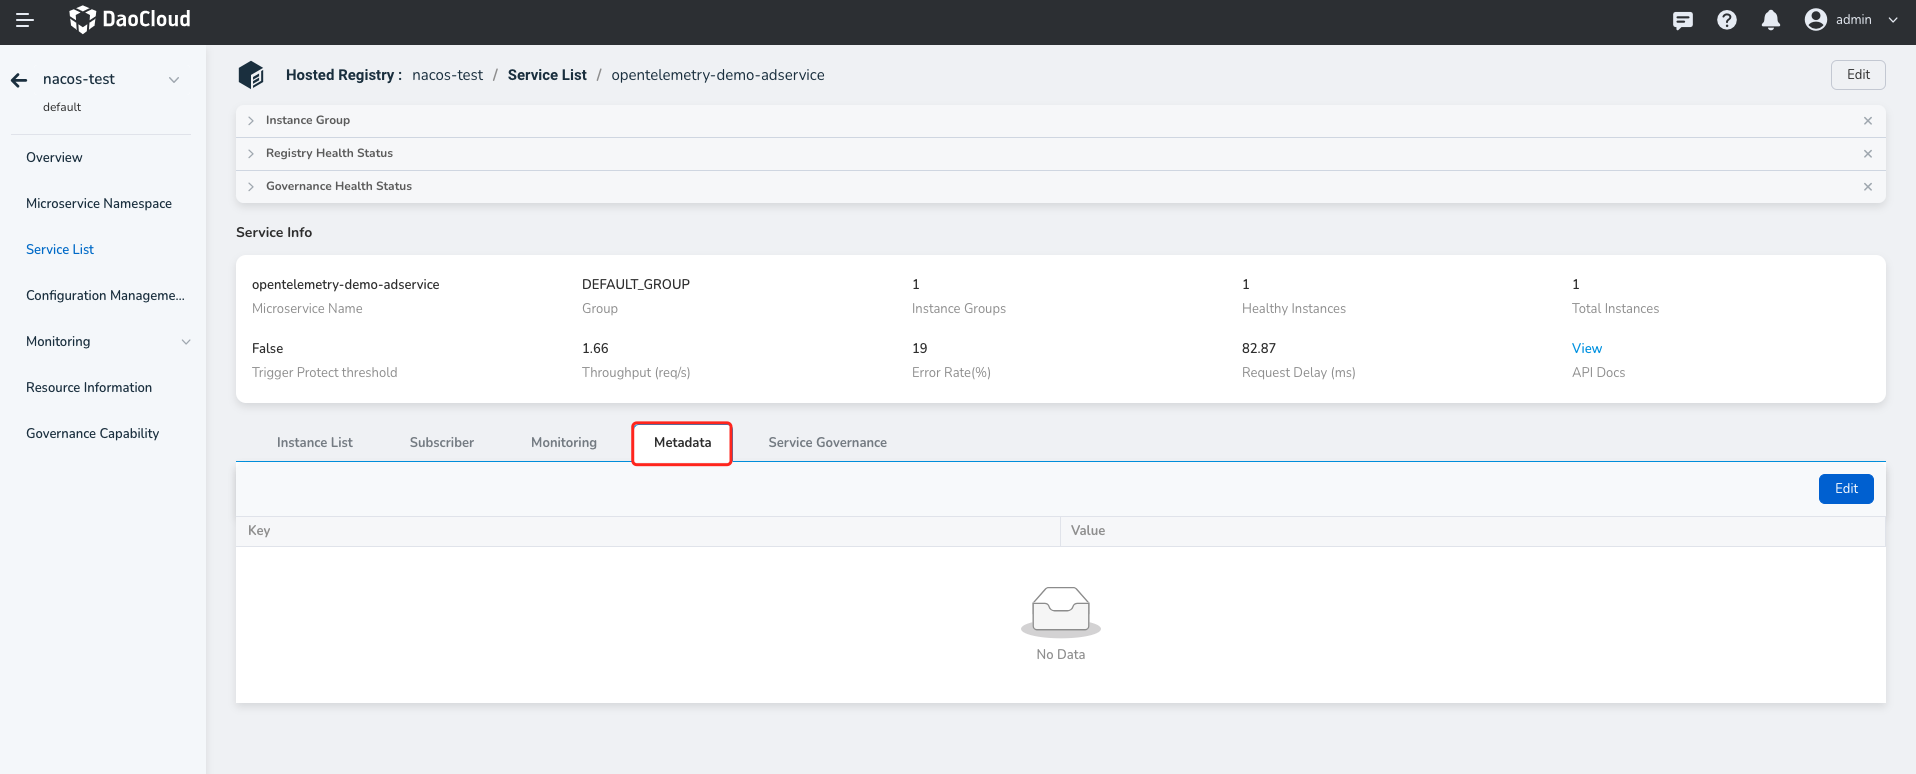 DaoCloud
admin
nacos-test
default
Overview
Microservice Namespace
Service List
Configuration Manageme...
Monitoring
Resource Information
Governance Capability
Hosted Registry : nacos-test / Service List / opentelemetry-demo-adservice
Edit
Instance Group
Registry Health Status
Governance Health Status
Service Info
opentelemetry-demo-adservice DEFAULT_GROUP 1 1 1
Microservice Name Group Instance Groups Healthy Instances Total Instances
False 1.66 19 82.87 View
Trigger Protect threshold Throughput (req/s) Error Rate(%) Request Delay (ms) API Docs
Instance List Subscriber Monitoring Metadata Service Governance
Edit
Key Value
No Data